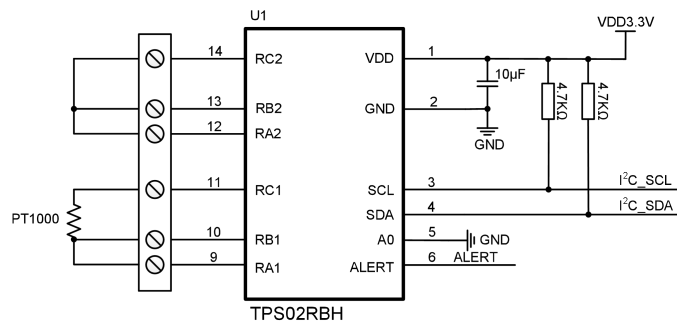 U1
VDD3.3V
14 RC2 VDD 1
10µF
4.7KΩ 4.7KΩ
13 RB2 GND 2
12 RA2
GND
11 RC1 SCL 3 I²C_SCL
SDA 4 I²C_SDA
PT1000
10 RB1 A0 5 GND
9 RA1 ALERT 6 ALERT
TPS02RBH